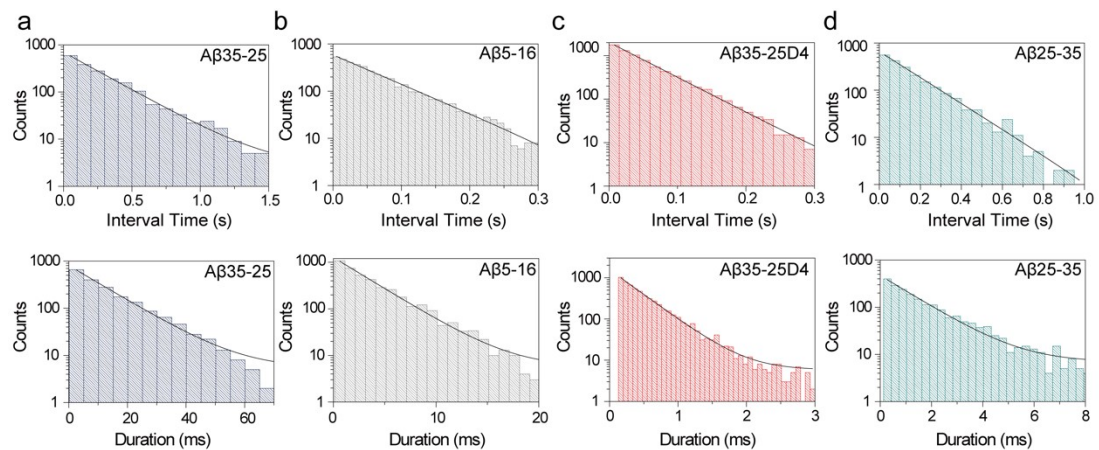 a
b
c
d
1000
100
10
1
Counts
Aβ35-25
0.0
0.5
1.0
1.5
Interval Time (s)
1000
100
10
1
Counts
Aβ5-16
0.0
0.1
0.2
0.3
Interval Time (s)
1000
100
10
1
Counts
Aβ35-25D4
0.0
0.1
0.2
0.3
Interval Time (s)
1000
100
10
1
Counts
Aβ25-35
0.0
0.2
0.4
0.6
0.8
1.0
Interval Time (s)
1000
100
10
1
Counts
Aβ35-25
0
20
40
60
Duration (ms)
1000
100
10
1
Counts
Aβ5-16
0
10
20
Duration (ms)
1000
100
10
1
Counts
Aβ35-25D4
0
1
2
3
Duration (ms)
1000
100
10
1
Counts
Aβ25-35
0
2
4
6
8
Duration (ms)